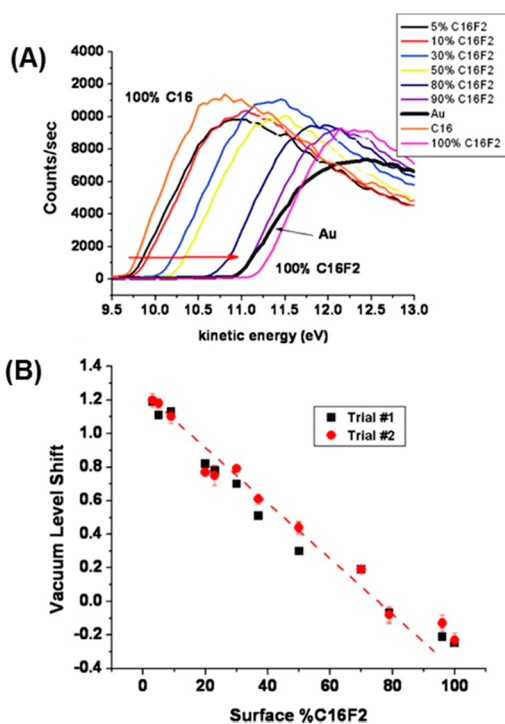 (A)
14000
12000
10000
8000
6000
4000
2000
0
Counts/sec
100% C16
Au
100% C16F2
5% C16F2
10% C16F2
30% C16F2
50% C16F2
80% C16F2
90% C16F2
Au
C16
100% C16F2
9.5 10.0 10.5 11.0 11.5 12.0 12.5 13.0
kinetic energy (eV)
(B)
1.4
1.2
1.0
0.8
0.6
0.4
0.2
0.0
-0.2
-0.4
Vacuum Level Shift
Trial #1
Trial #2
0 20 40 60 80 100
Surface %C16F2